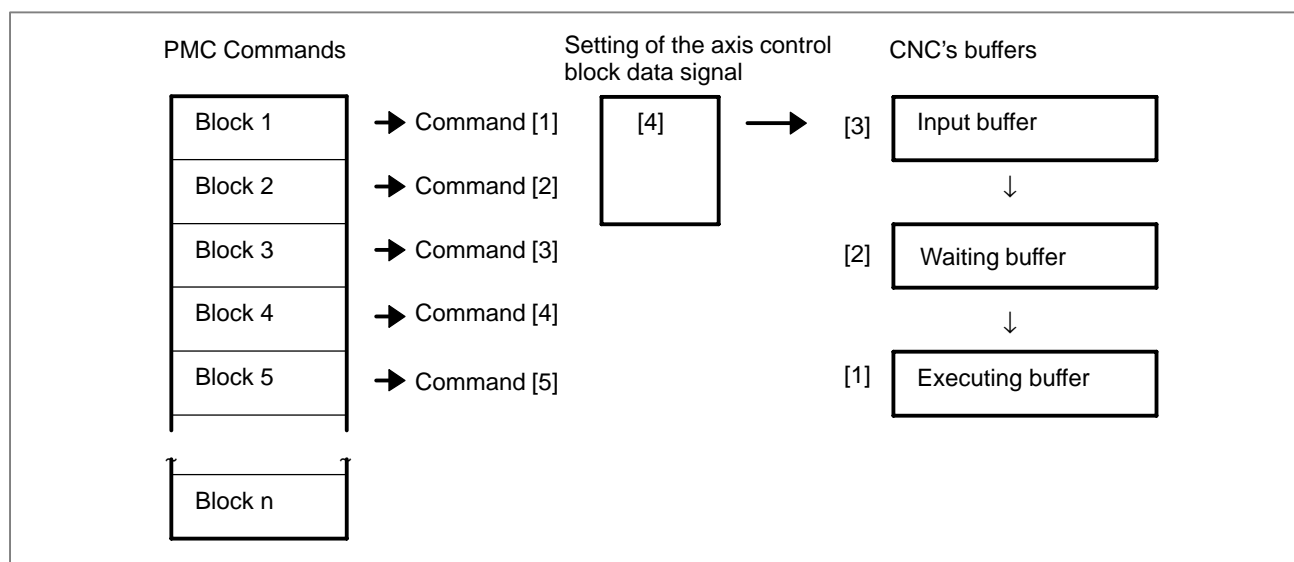 PMC Commands
Setting of the axis control
block data signal
CNC's buffers
Block 1
Command [1]
[4]
[3]
Input buffer
Block 2
Command [2]
↓
Block 3
Command [3]
[2]
Waiting buffer
Block 4
Command [4]
↓
Block 5
Command [5]
[1]
Executing buffer
Block n